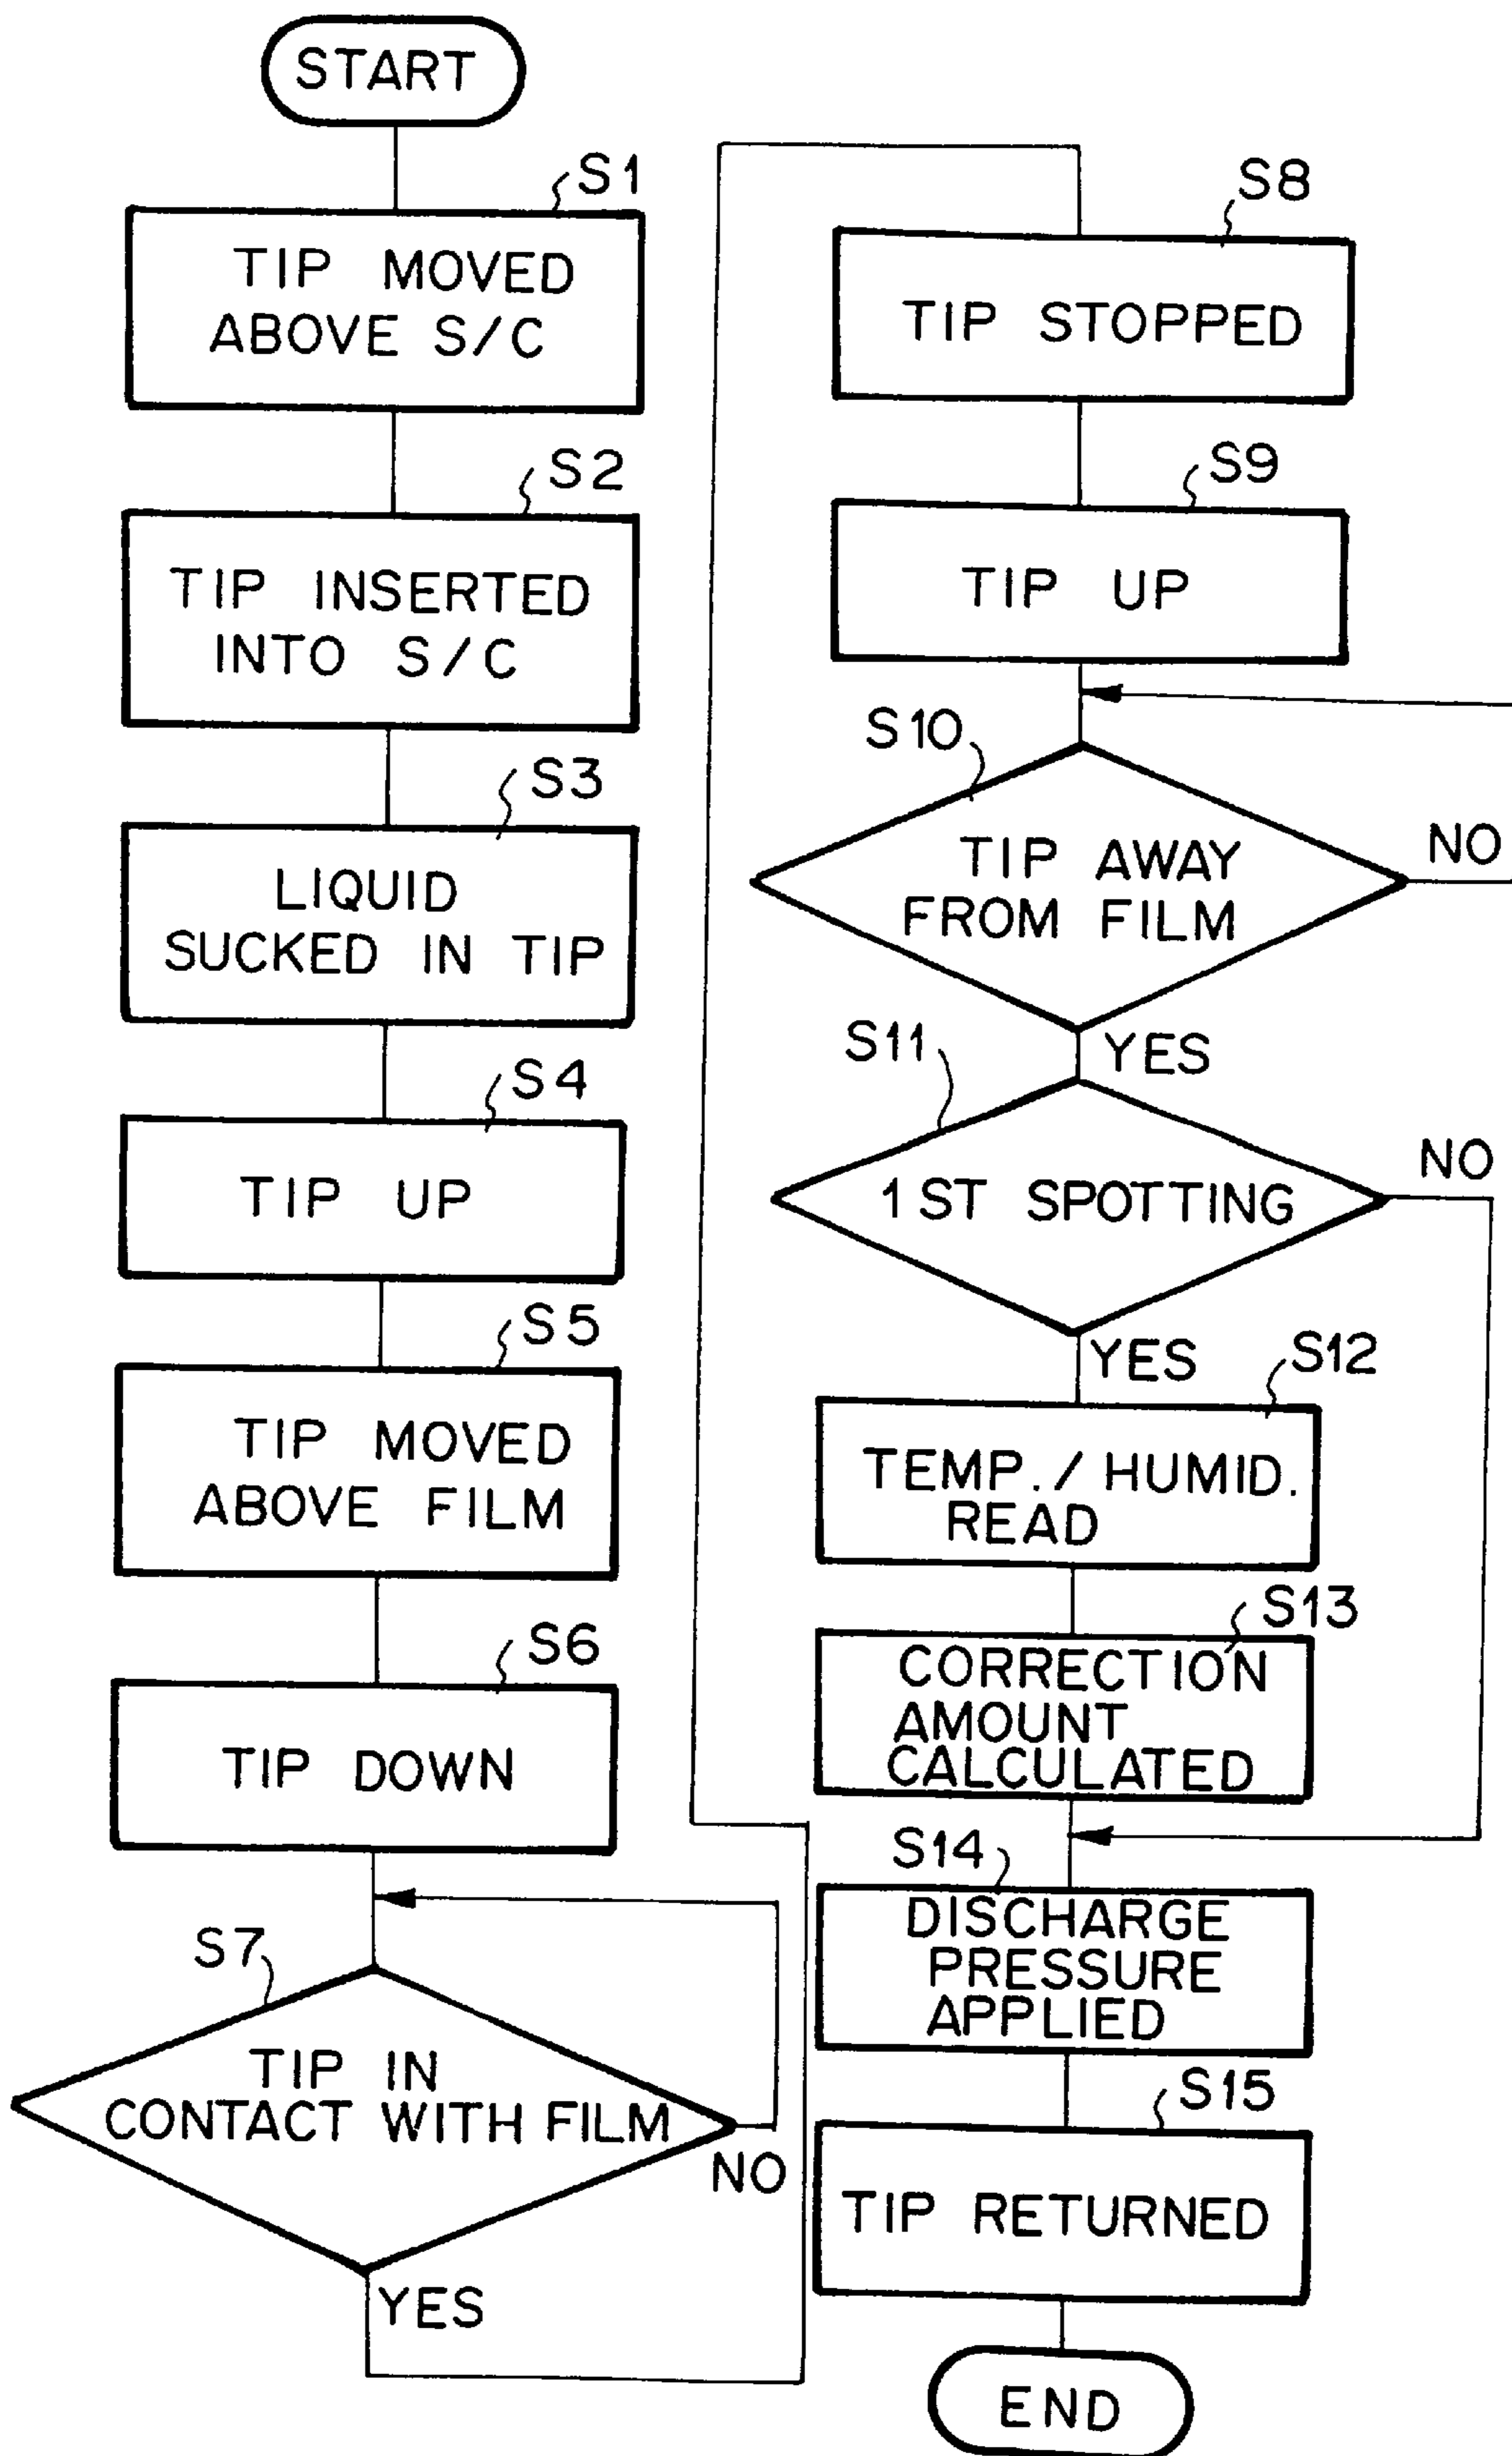 START
S1
TIP MOVED
ABOVE S/C
S2
TIP INSERTED
INTO S/C
S3
LIQUID
SUCKED IN TIP
S4
TIP UP
S5
TIP MOVED
ABOVE FILM
S6
TIP DOWN
S7
TIP IN
CONTACT WITH FILM
NO
YES
S8
TIP STOPPED
S9
TIP UP
S10
TIP AWAY
FROM FILM
NO
YES
S11
1ST SPOTTING
NO
YES
S12
TEMP./HUMID.
READ
S13
CORRECTION
AMOUNT
CALCULATED
S14
DISCHARGE
PRESSURE
APPLIED
S15
TIP RETURNED
END